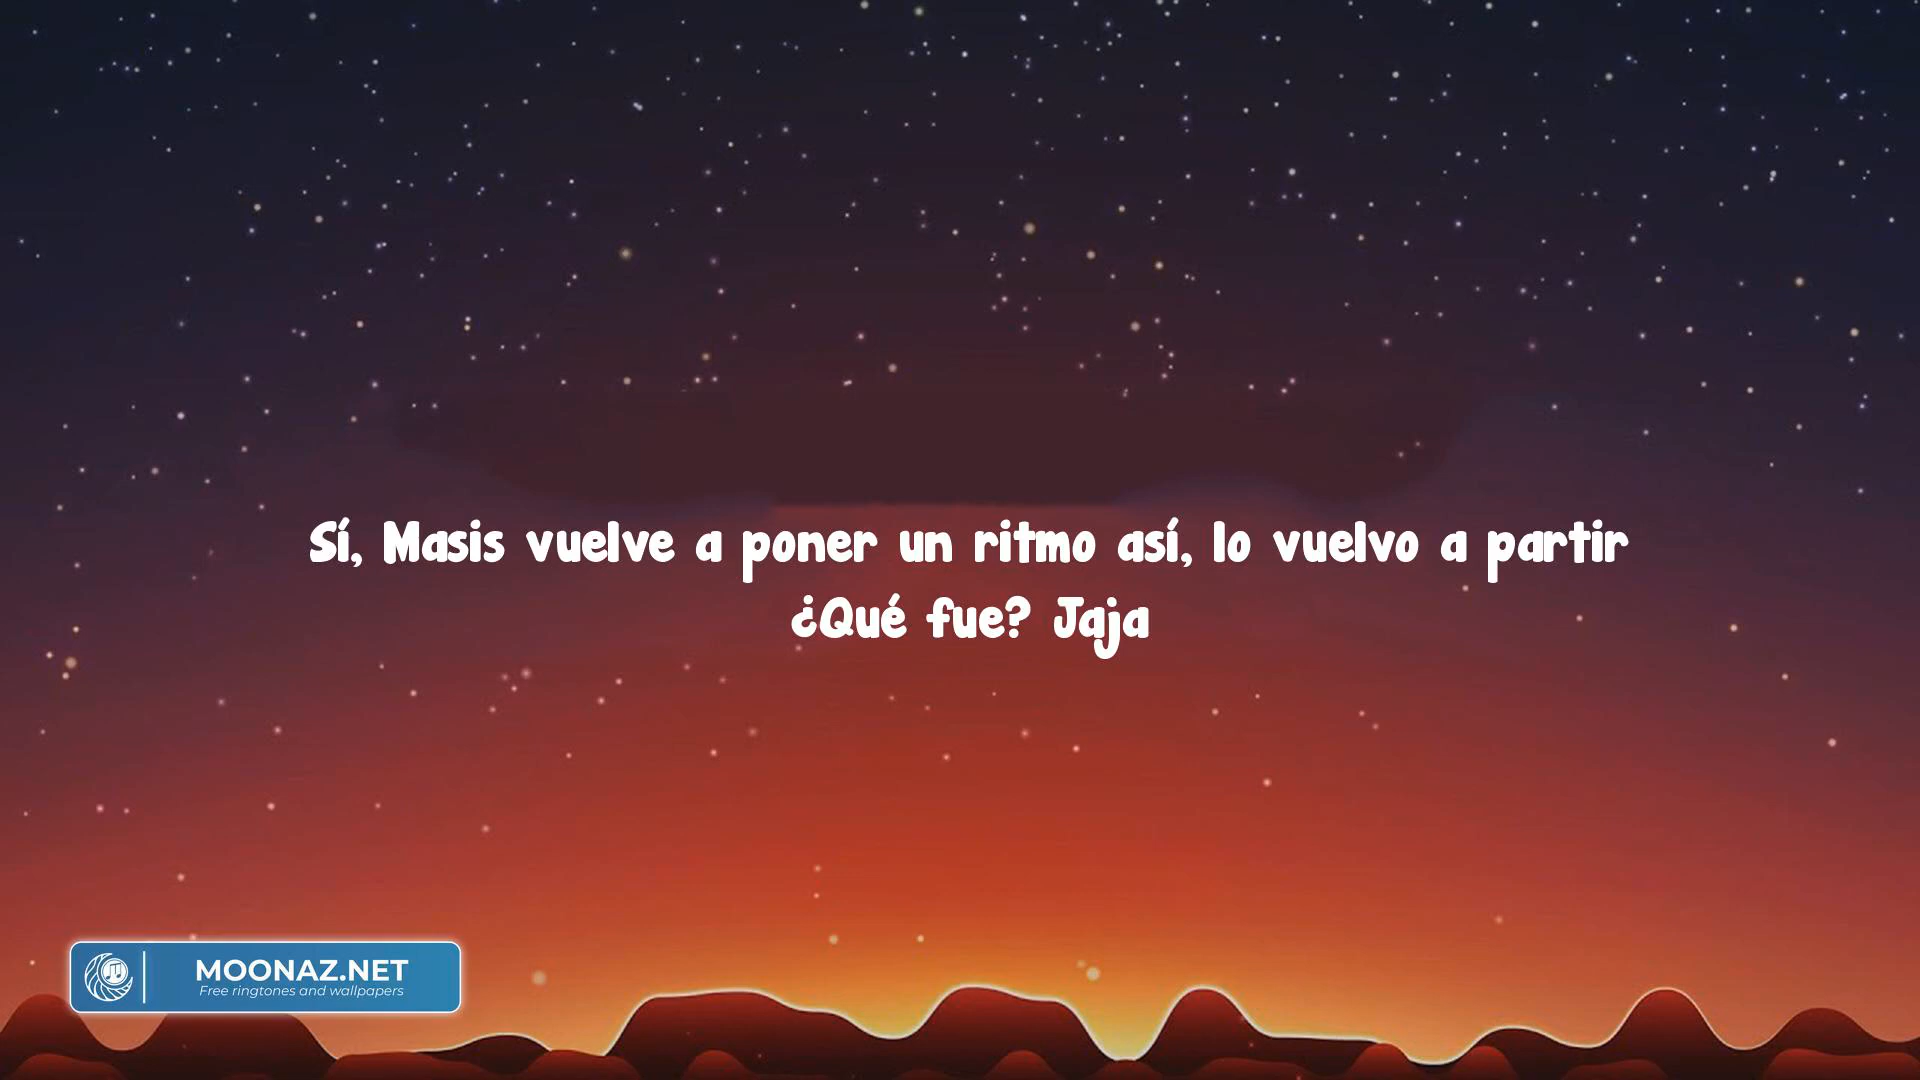 Sí, Masis vuelve a poner un ritmo así, lo vuelvo a partir
¿Qué fue? Jaja
MOONAZ.NET
Free ringtones and wallpapers